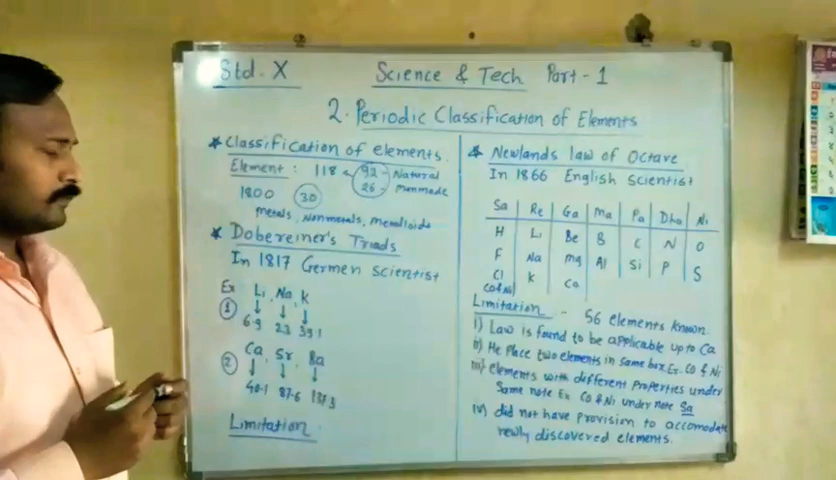 Std. X Science & Tech Part - 1
2. Periodic Classification of Elements
* Classification of elements.
Element : 118 92 - Natural
26 - manmade
1800 30
metals, Nonmetals, metalloids
* Dobereiner's Triads
In 1817 Germen scientist
Ex Li, Na, K
1 6.9 23 39.1
Ca, Sr, Ba
2 40.1 87.6 137.3
Limitation
* Newlands law of Octave
In 1866 English scientist
Sa Re Ga Ma Pa Dha Ni
H Li Be B C N O
F Na Mg Al Si P S
Cl K Ca
Co & Ni
Limitation - 56 elements known.
i) Law is found to be applicable up to Ca
ii) He Place two elements in same box. Ex. Co & Ni
iii) elements with different Properties under
Same note Ex Co & Ni under note Sa
iv) did not have provision to accomodate
newly discovered elements.